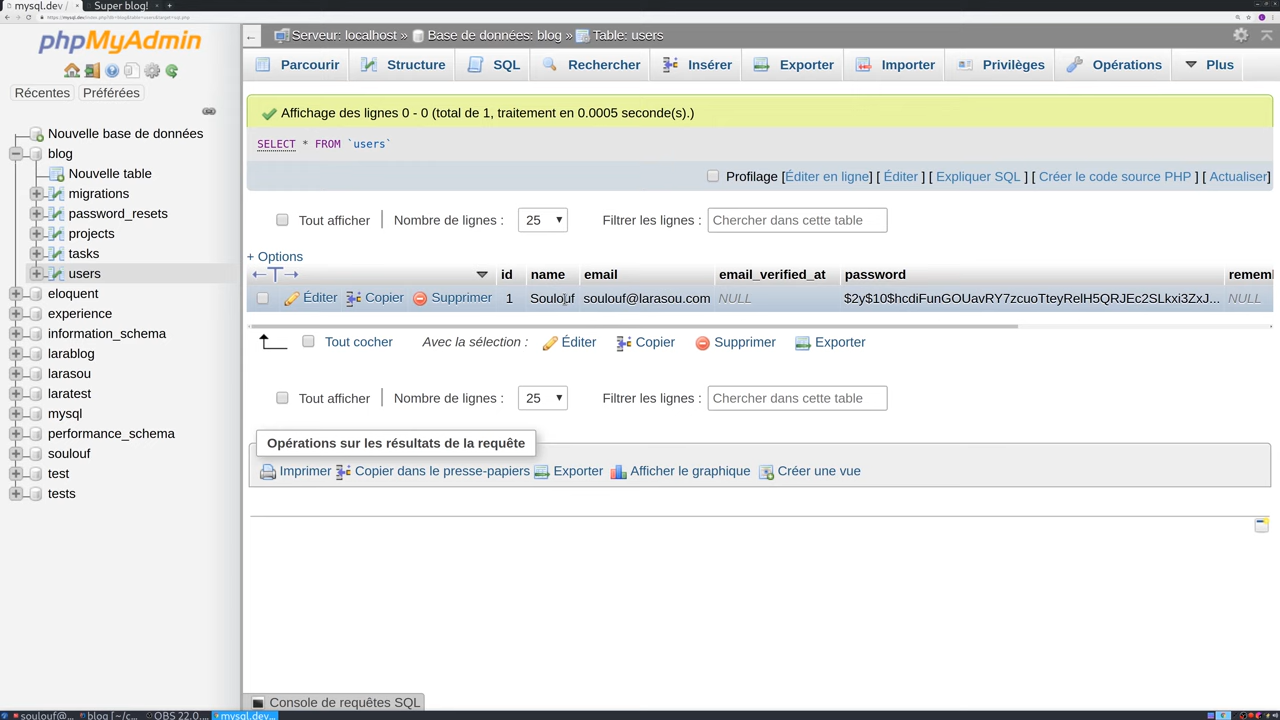 mysql.dev /
Super blog!
phpMyAdmin
Récentes
Préférées
Nouvelle base de données
blog
Nouvelle table
migrations
password_resets
projects
tasks
users
eloquent
experience
information_schema
larablog
larasou
laratest
mysql
performance_schema
soulouf
test
tests
Serveur: localhost » Base de données: blog » Table: users
Parcourir Structure SQL Rechercher Insérer Exporter Importer Privilèges Opérations Plus
Affichage des lignes 0 - 0 (total de 1, traitement en 0.0005 seconde(s).)
SELECT * FROM `users`
Profilage [Éditer en ligne] [ Éditer ] [ Expliquer SQL ] [ Créer le code source PHP ] [ Actualiser]
Tout afficher Nombre de lignes : 25 Filtrer les lignes : Chercher dans cette table
+ Options
id name email email_verified_at password rememb
Éditer Copier Supprimer 1 Soulouf soulouf@larasou.com NULL $2y$10$hcdiFunGOUavRY7zcuoTteyRelH5QRJEc2SLkxi3ZxJ... NULL
Tout cocher Avec la sélection : Éditer Copier Supprimer Exporter
Tout afficher Nombre de lignes : 25 Filtrer les lignes : Chercher dans cette table
Opérations sur les résultats de la requête
Imprimer Copier dans le presse-papiers Exporter Afficher le graphique Créer une vue
Console de requêtes SQL
soulouf@... blog [~/c... OBS 22.0.... mysql.dev...